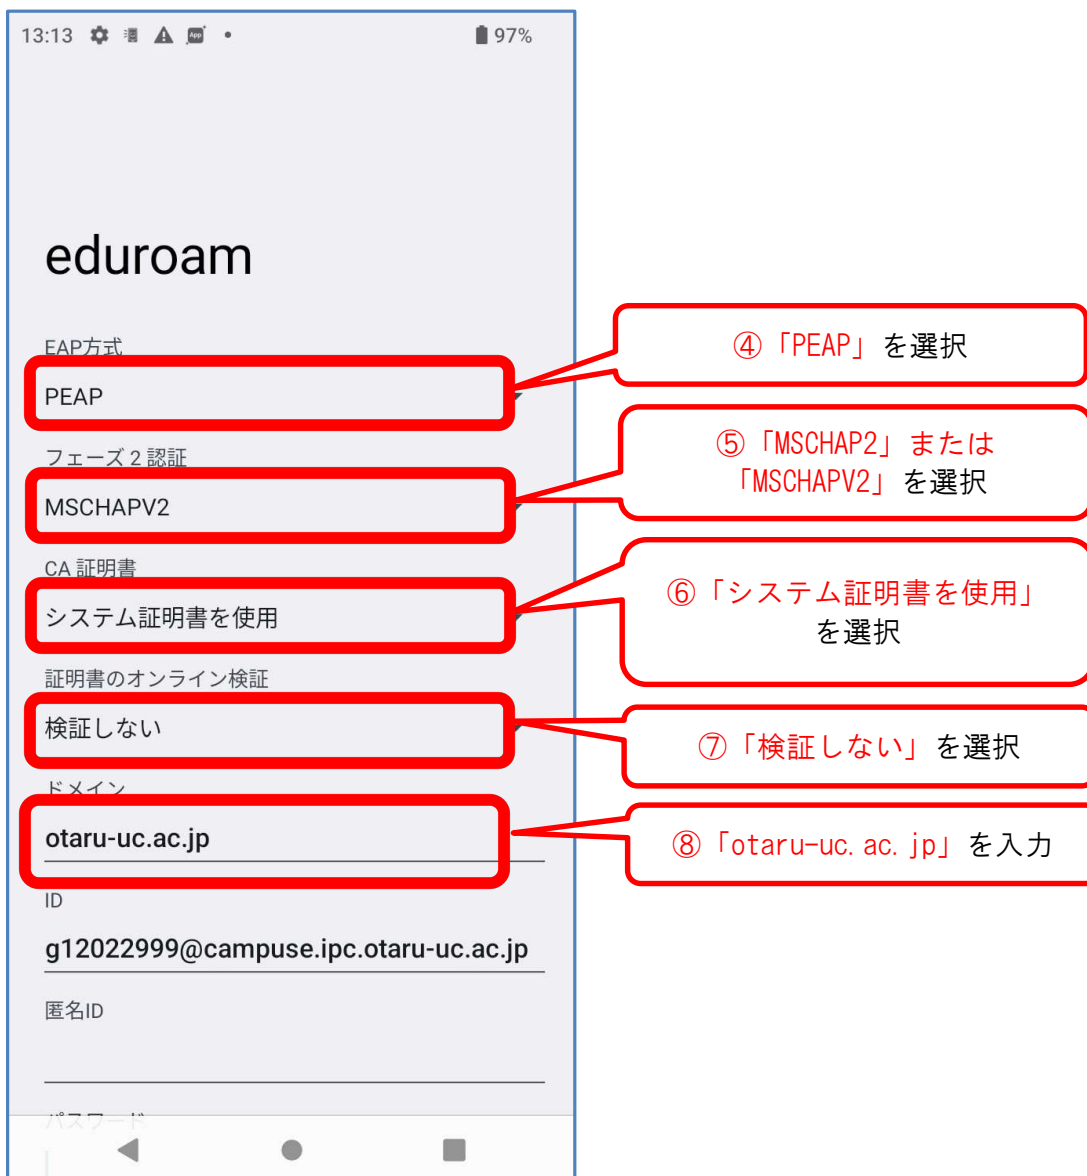 13:13
97%
eduroam
EAP方式
PEAP
④「PEAP」を選択
フェーズ 2 認証
MSCHAPV2
⑤「MSCHAP2」または
「MSCHAPV2」を選択
CA 証明書
システム証明書を使用
⑥「システム証明書を使用」
を選択
証明書のオンライン検証
検証しない
⑦「検証しない」を選択
ドメイン
otaru-uc.ac.jp
⑧「otaru-uc.ac.jp」を入力
ID
g12022999@campuse.ipc.otaru-uc.ac.jp
匿名ID
パスワード